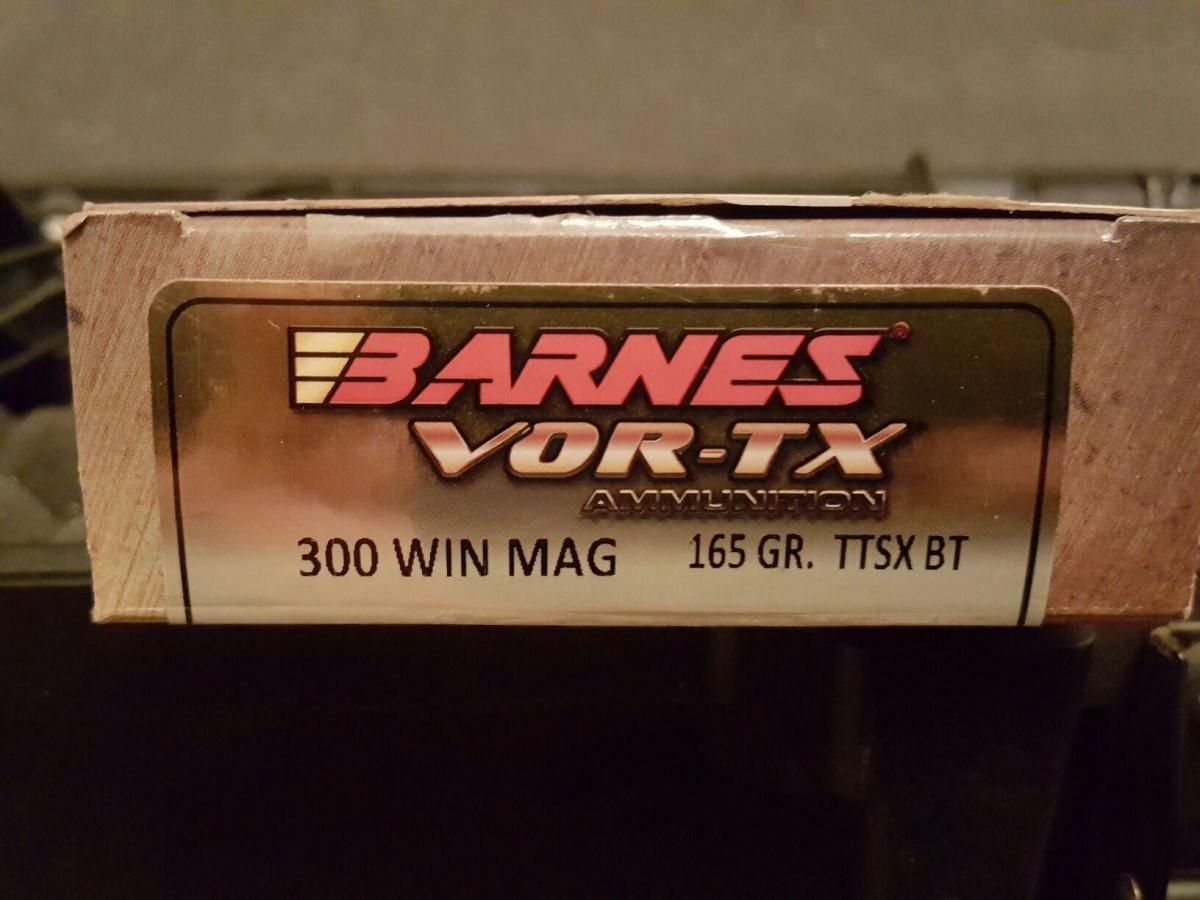 BARNES®
VOR-TX
AMMUNITION
300 WIN MAG 165 GR. TTSX BT